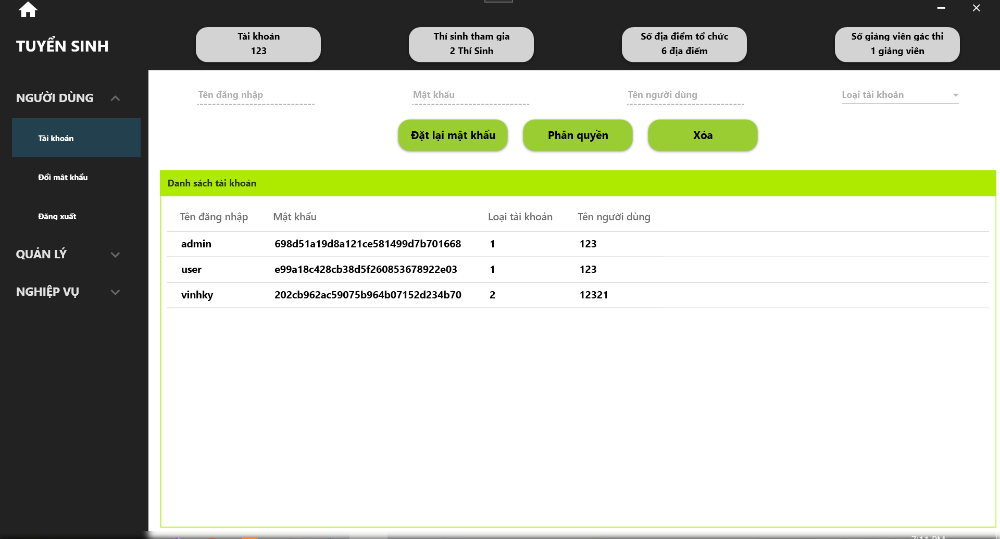 TUYỂN SINH
Tài khoản
123
Thí sinh tham gia
2 Thí Sinh
Số địa điểm tổ chức
6 địa điểm
Số giảng viên gác thi
1 giảng viên
NGƯỜI DÙNG
Tài khoản
Đổi mật khẩu
Đăng xuất
QUẢN LÝ
NGHIỆP VỤ
Tên đăng nhập
Mật khẩu
Tên người dùng
Loại tài khoản
Đặt lại mật khẩu
Phân quyền
Xóa
Danh sách tài khoản
Tên đăng nhập Mật khẩu Loại tài khoản Tên người dùng
admin 698d51a19d8a121ce581499d7b701668 1 123
user e99a18c428cb38d5f260853678922e03 1 123
vinhky 202cb962ac59075b964b07152d234b70 2 12321
7:11 PM